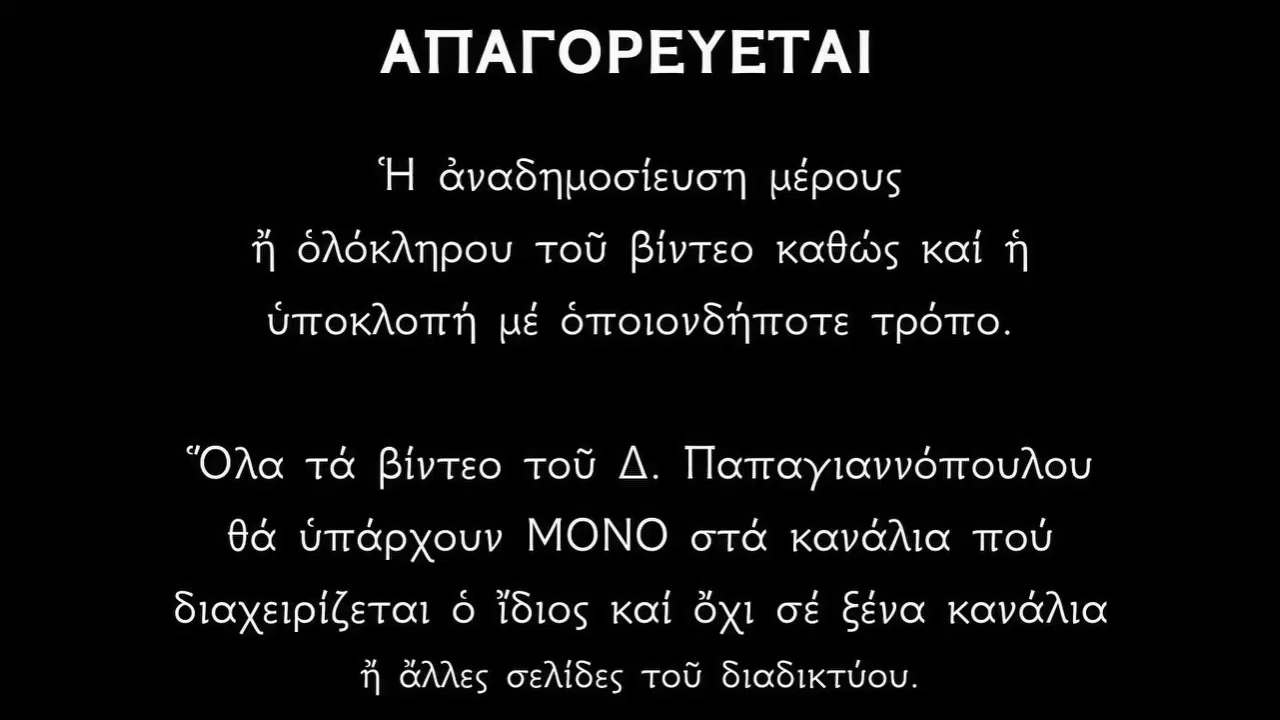 ΑΠΑΓΟΡΕΥΕΤΑΙ
Ἡ ἀναδημοσίευση μέρους
ἤ ὁλόκληρου τοῦ βίντεο καθώς καί ἡ
ὑποκλοπή μέ ὁποιονδήποτε τρόπο.
Ὅλα τά βίντεο τοῦ Δ. Παπαγιαννόπουλου
θά ὑπάρχουν ΜΟΝΟ στά κανάλια πού
διαχειρίζεται ὁ ἴδιος καί ὄχι σέ ξένα κανάλια
ἤ ἄλλες σελίδες τοῦ διαδικτύου.